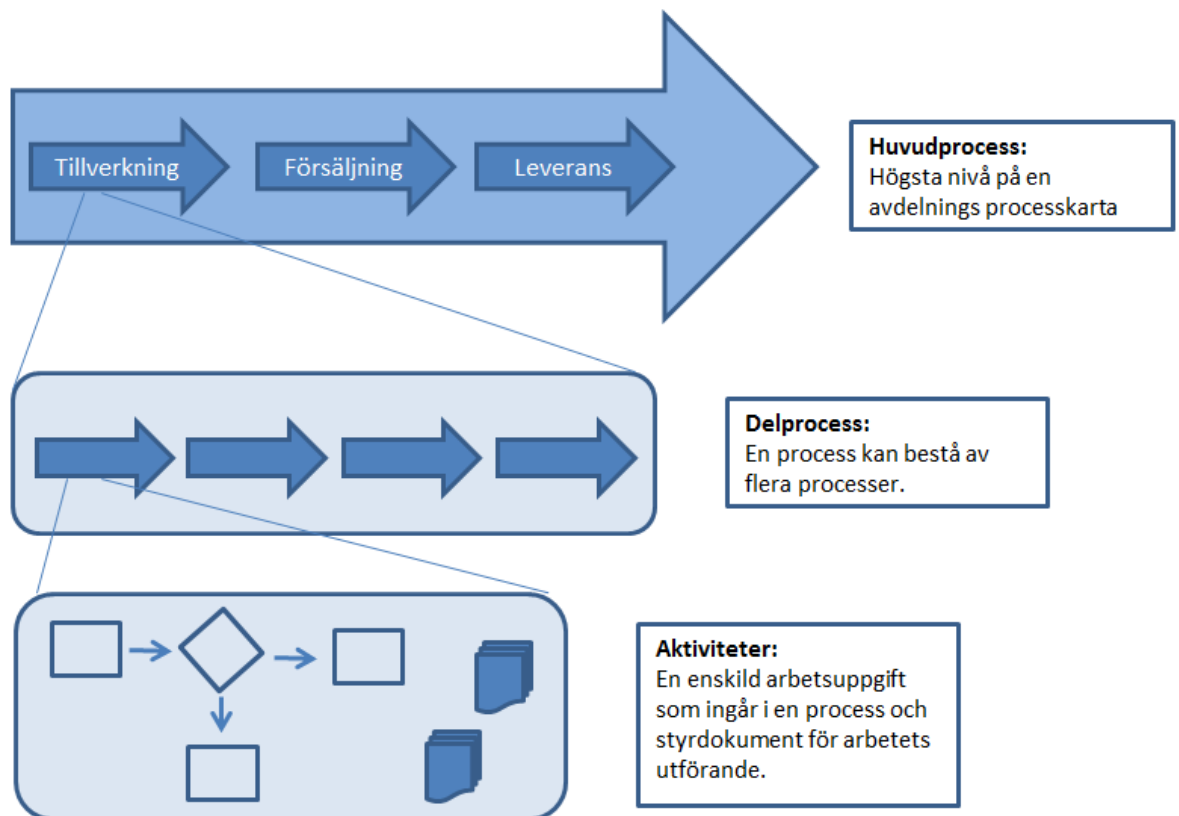 Tillverkning
Försäljning
Leverans
Huvudprocess:
Högsta nivå på en
avdelnings processkarta
Delprocess:
En process kan bestå av
flera processer.
Aktiviteter:
En enskild arbetsuppgift
som ingår i en process och
styrdokument för arbetets
utförande.